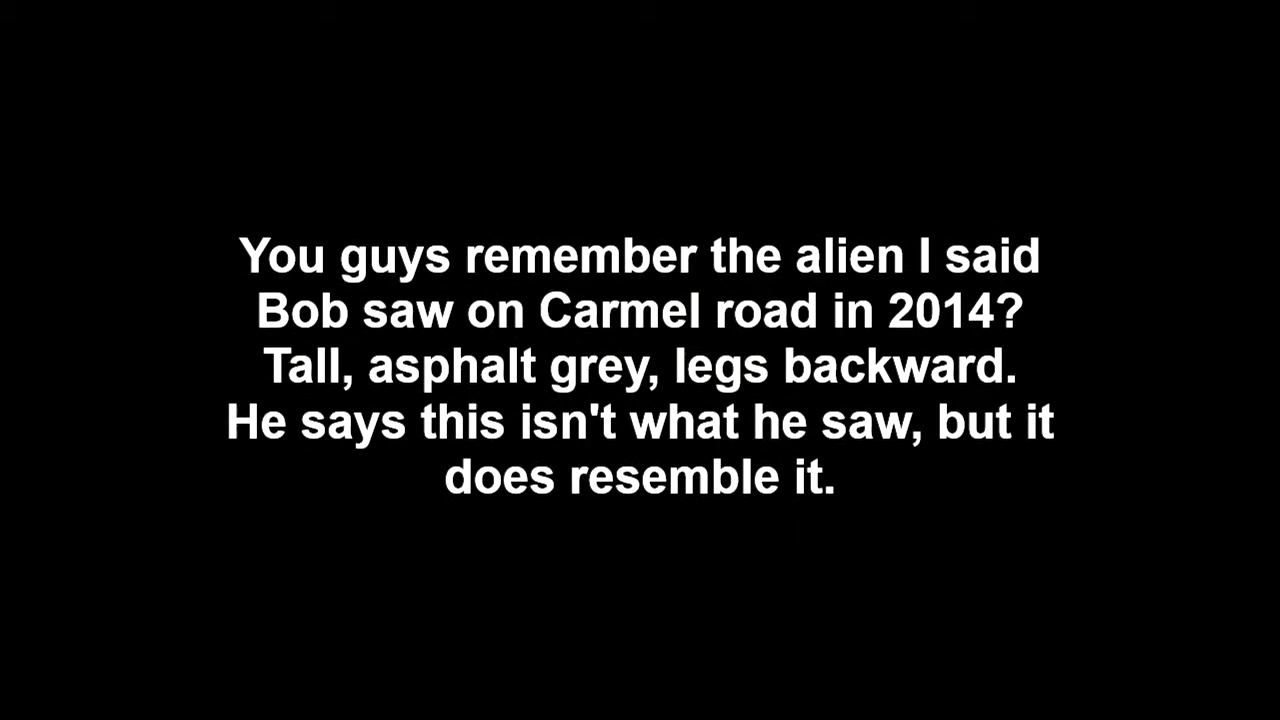 You guys remember the alien I said
Bob saw on Carmel road in 2014?
Tall, asphalt grey, legs backward.
He says this isn't what he saw, but it
does resemble it.